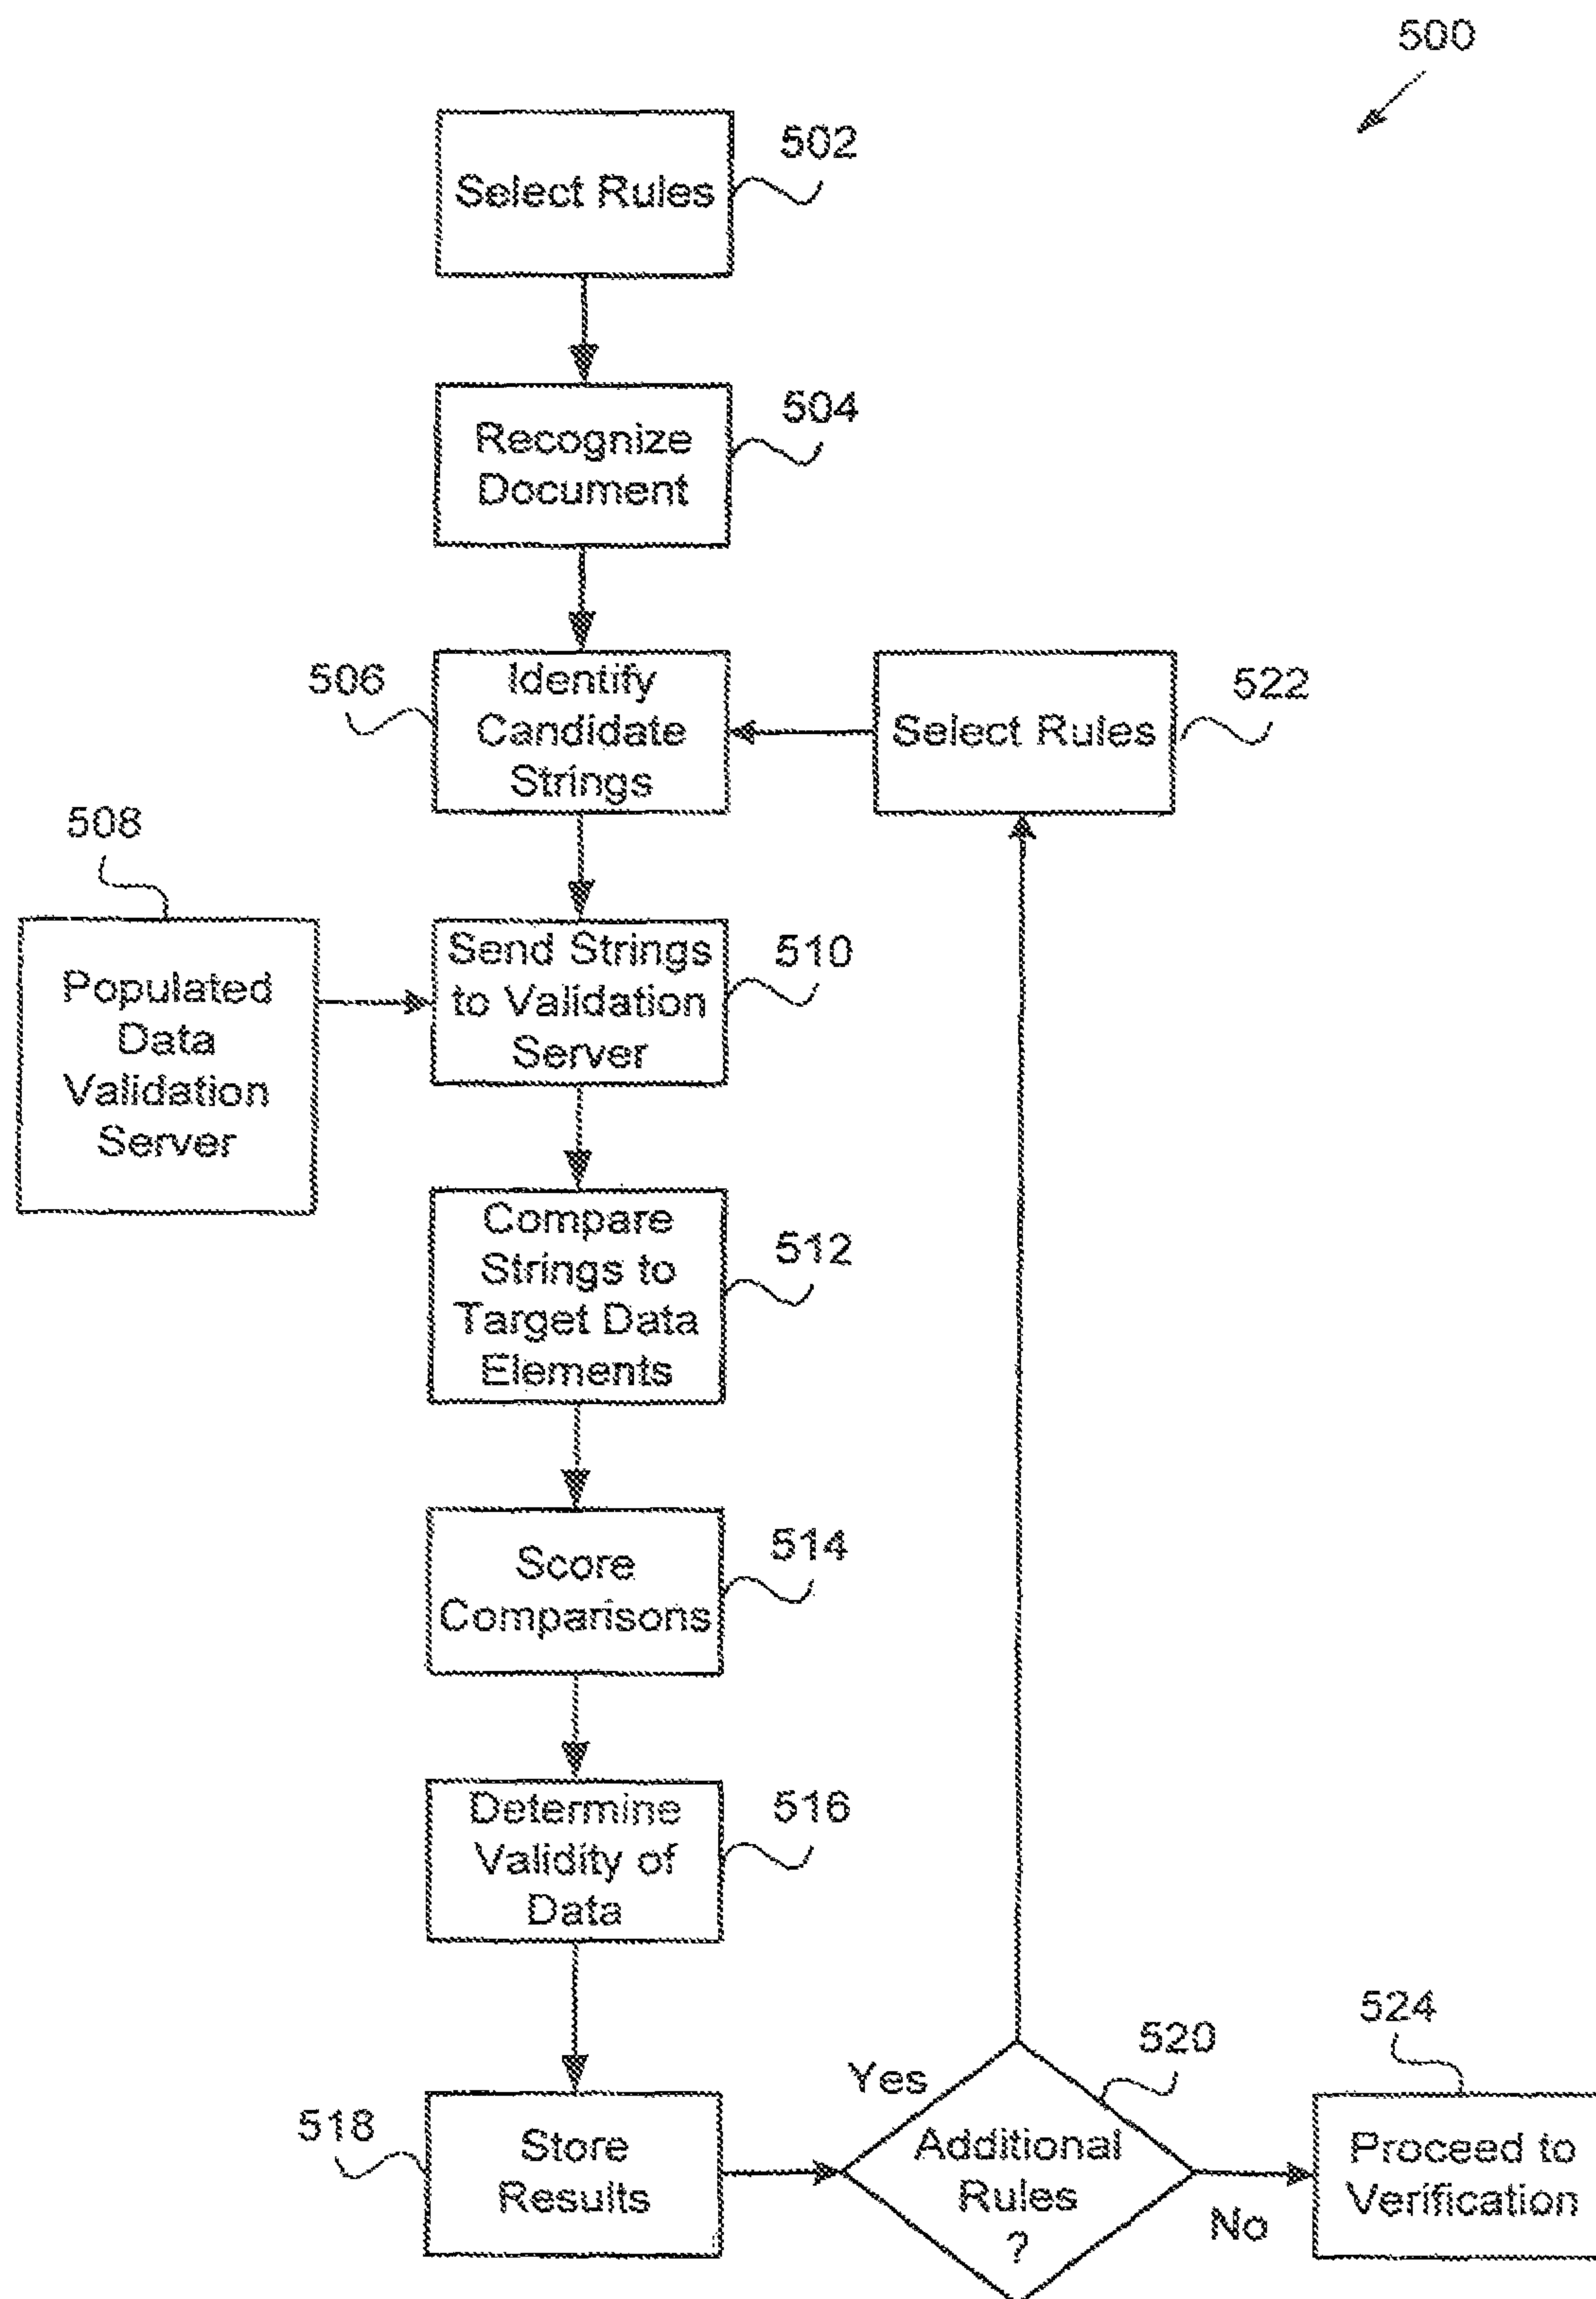 500
502
Select Rules
504
Recognize
Document
506
Identify
Candidate
Strings
522
Select Rules
508
Populated
Data
Validation
Server
Send Strings
to Validation
Server
510
Compare
Strings to
Target Data
Elements
512
Score
Comparisons
514
Determine
Validity of
Data
516
518
Store
Results
Yes
520
Additional
Rules
?
No
524
Proceed to
Verification